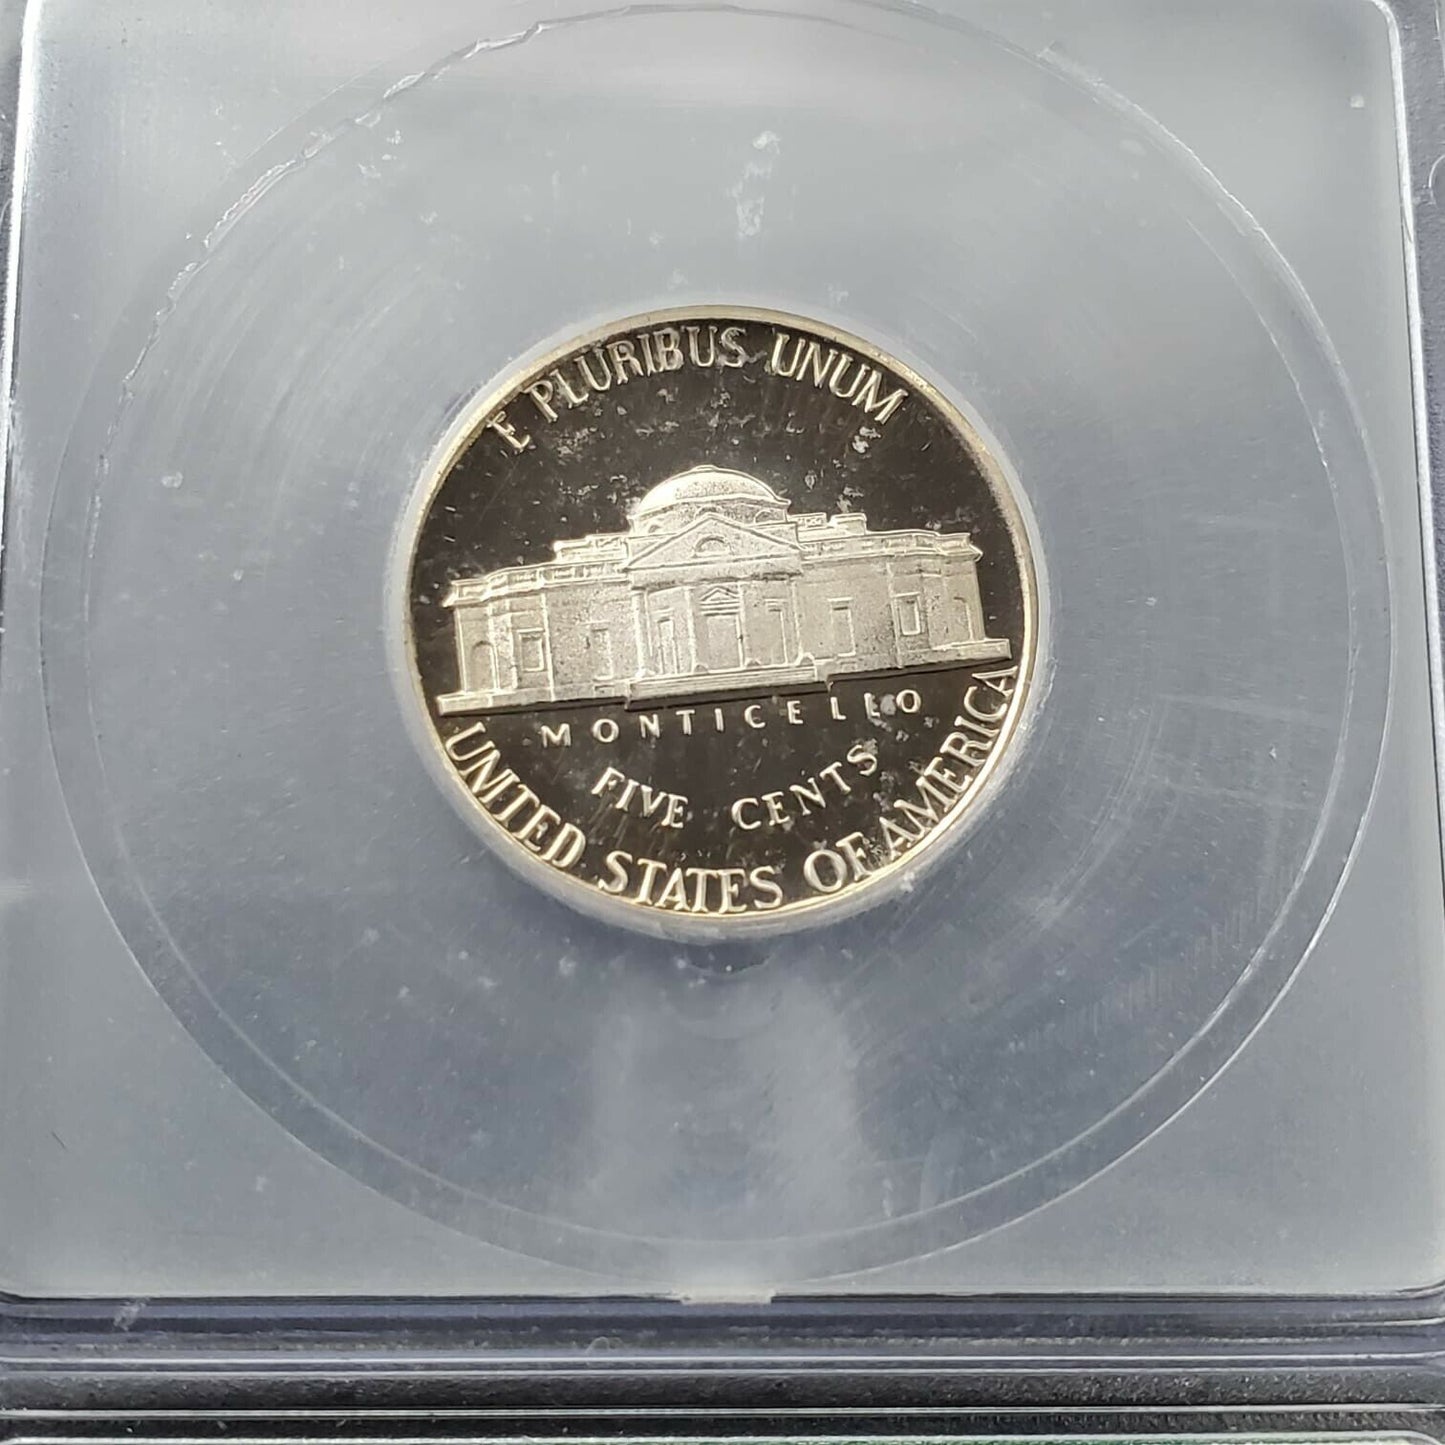 E PLURIBUS UNUM
MONTICELLO
FIVE CENTS
UNITED STATES OF AMERICA